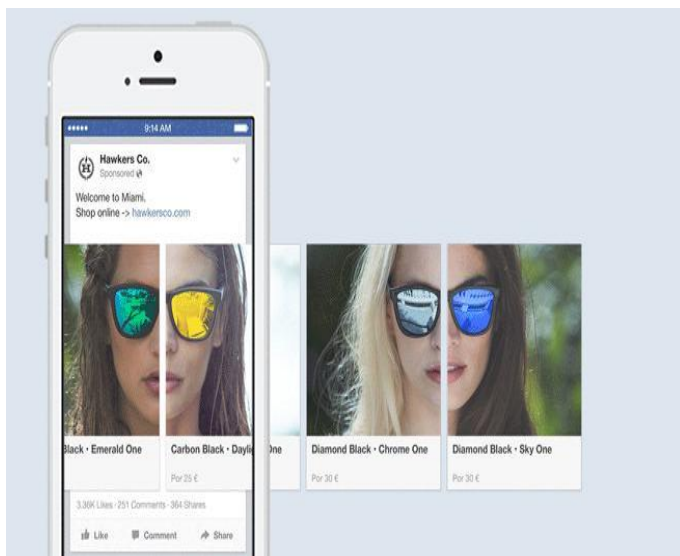 9:14 AM
Hawkers Co.
Sponsored
Welcome to Miami.
Shop online -> hawkersco.com
Black · Emerald One
Carbon Black · Daylight One
Por 25 €
Diamond Black · Chrome One
Por 30 €
Diamond Black · Sky One
Por 30 €
3.36K Likes · 251 Comments · 364 Shares
Like
Comment
Share